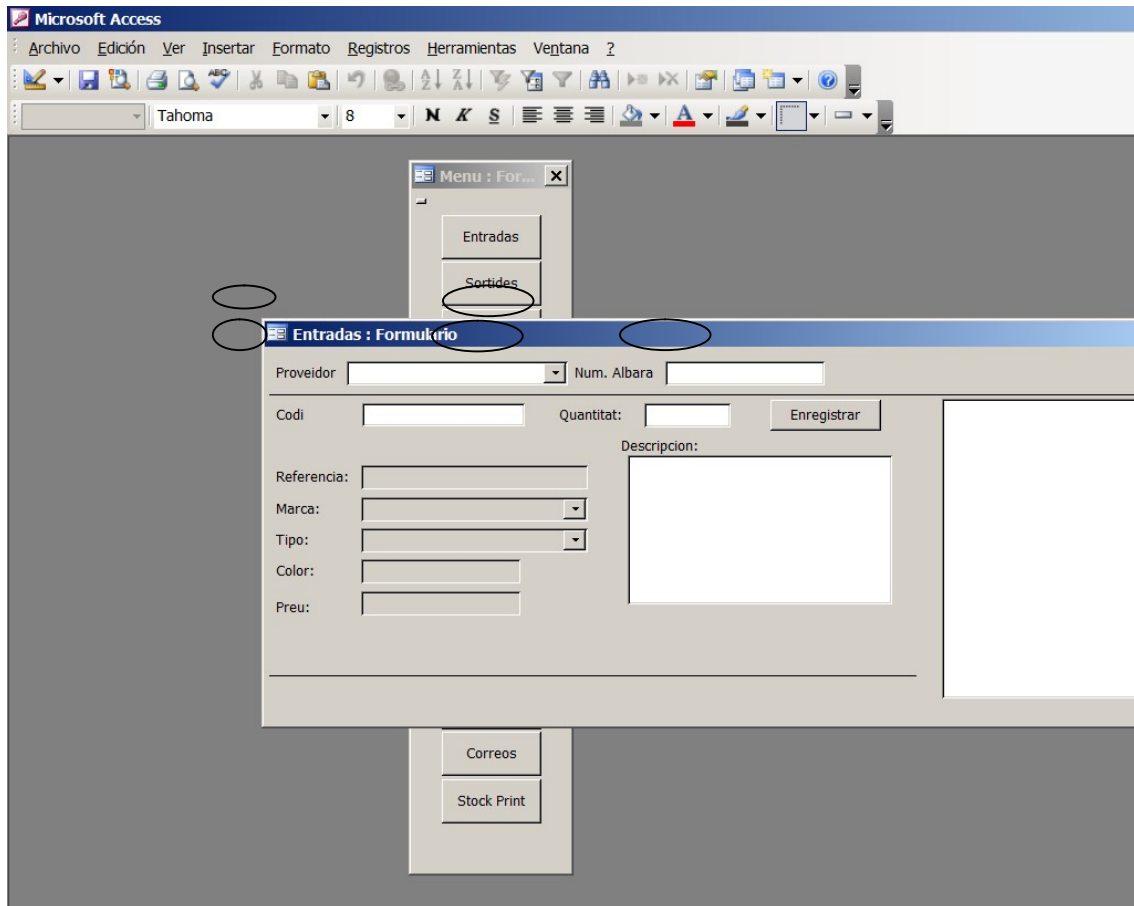 Microsoft Access
Archivo Edición Ver Insertar Formato Registros Herramientas Ventana ?
Tahoma 8 N K S
Menu : For...
Entradas
Sortides
Entradas : Formulario
Proveidor Num. Albara
Codi Quantitat: Enregistrar
Descripcion:
Referencia:
Marca:
Tipo:
Color:
Preu:
Correos
Stock Print